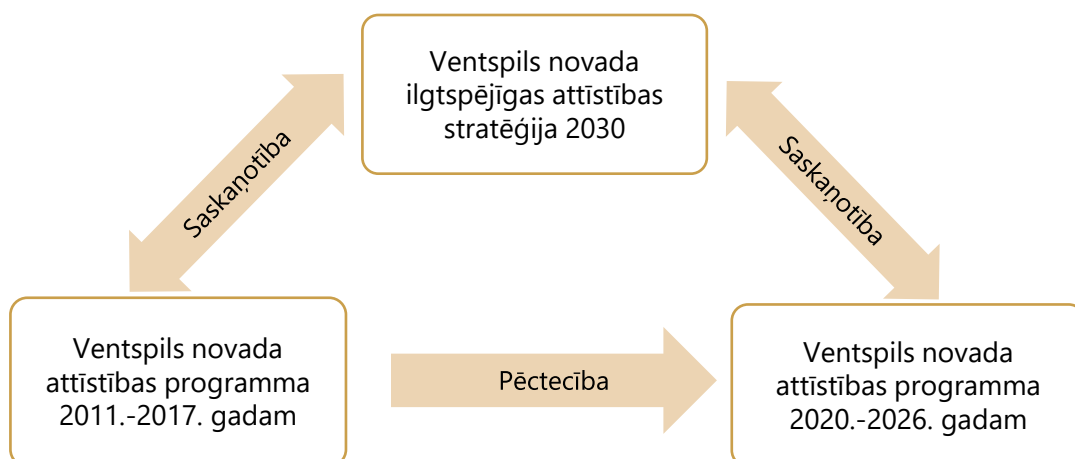 Ventspils novada
ilgtspējīgas attīstības
stratēģija 2030
Saskaņotība
Saskaņotība
Ventspils novada
attīstības programma
2011.-2017. gadam
Pēctecība
Ventspils novada
attīstības programma
2020.-2026. gadam